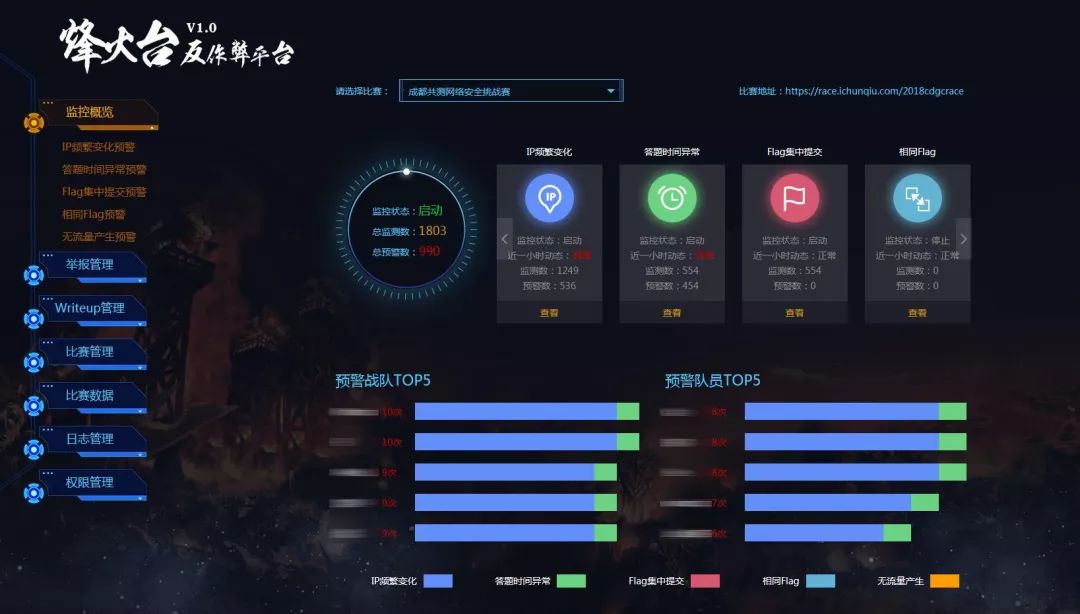 烽火台 V1.0
反作弊平台
请选择比赛： 成都共测网络安全挑战赛
比赛地址：https://race.ichunqiu.com/2018cdgcrace
监控概览
IP频繁变化预警
答题时间异常预警
Flag集中提交预警
相同Flag预警
无流量产生预警
举报管理
Writeup管理
比赛管理
比赛数据
日志管理
权限管理
监控状态：启动
总监测数：1803
总预警数：990
IP频繁变化
IP
监控状态：启动
近一小时动态：异常
监测数：1249
预警数：536
查看
答题时间异常
监控状态：启动
近一小时动态：异常
监测数：554
预警数：454
查看
Flag集中提交
监控状态：启动
近一小时动态：正常
监测数：554
预警数：0
查看
相同Flag
监控状态：停止
近一小时动态：正常
监测数：0
预警数：0
查看
预警战队TOP5
10次
10次
9次
9次
9次
预警队员TOP5
8次
8次
8次
7次
6次
IP频繁变化
答题时间异常
Flag集中提交
相同Flag
无流量产生